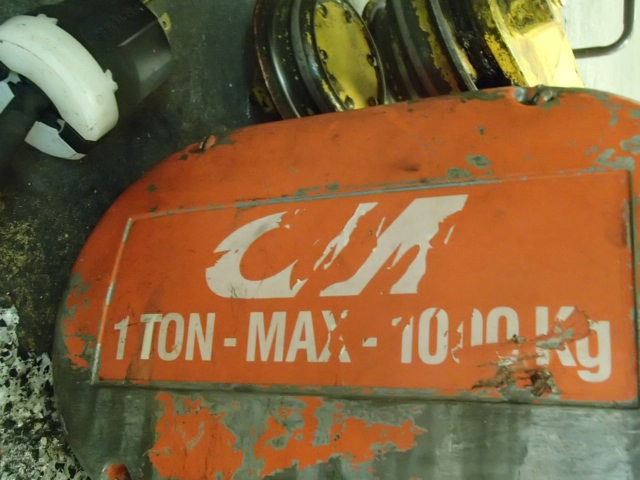 CM
1 TON - MAX - 1000 Kg